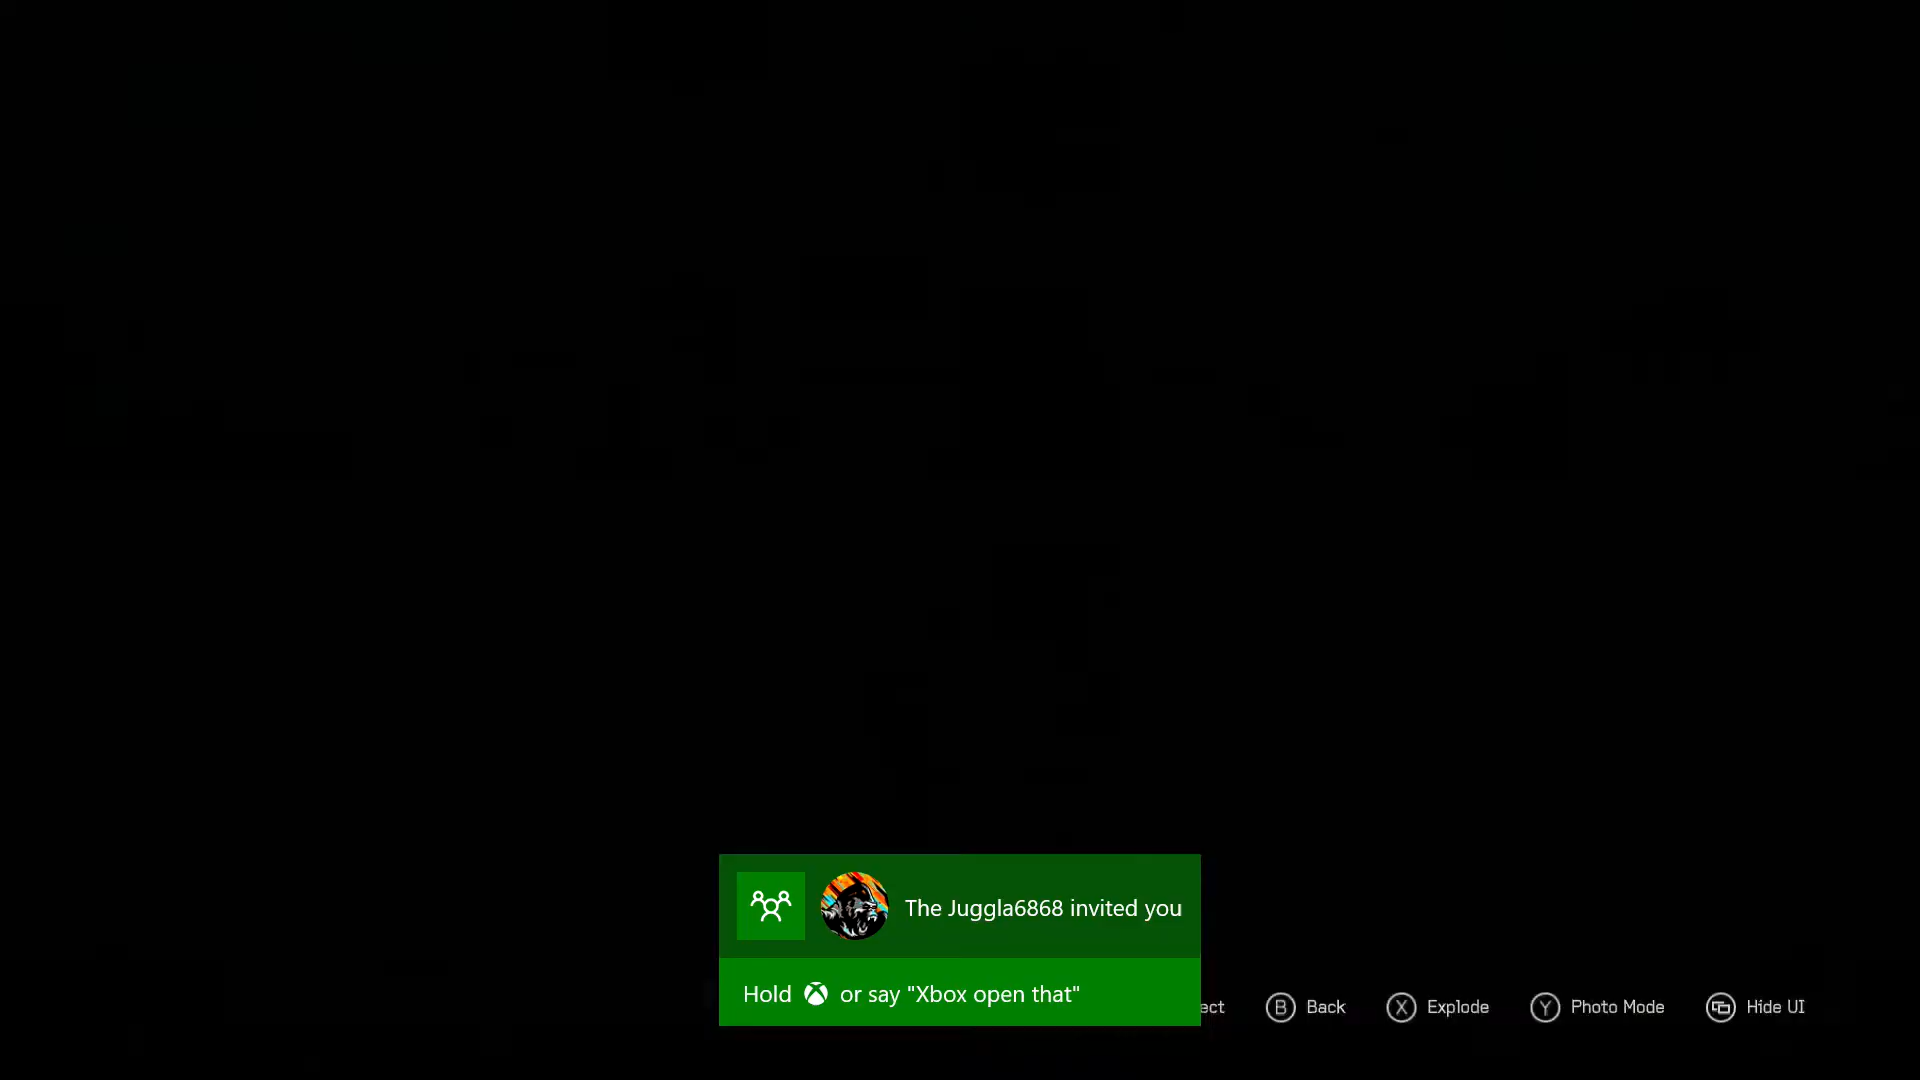 The Juggla6868 invited you
Hold or say "Xbox open that"
ect B Back X Explode Y Photo Mode Hide UI